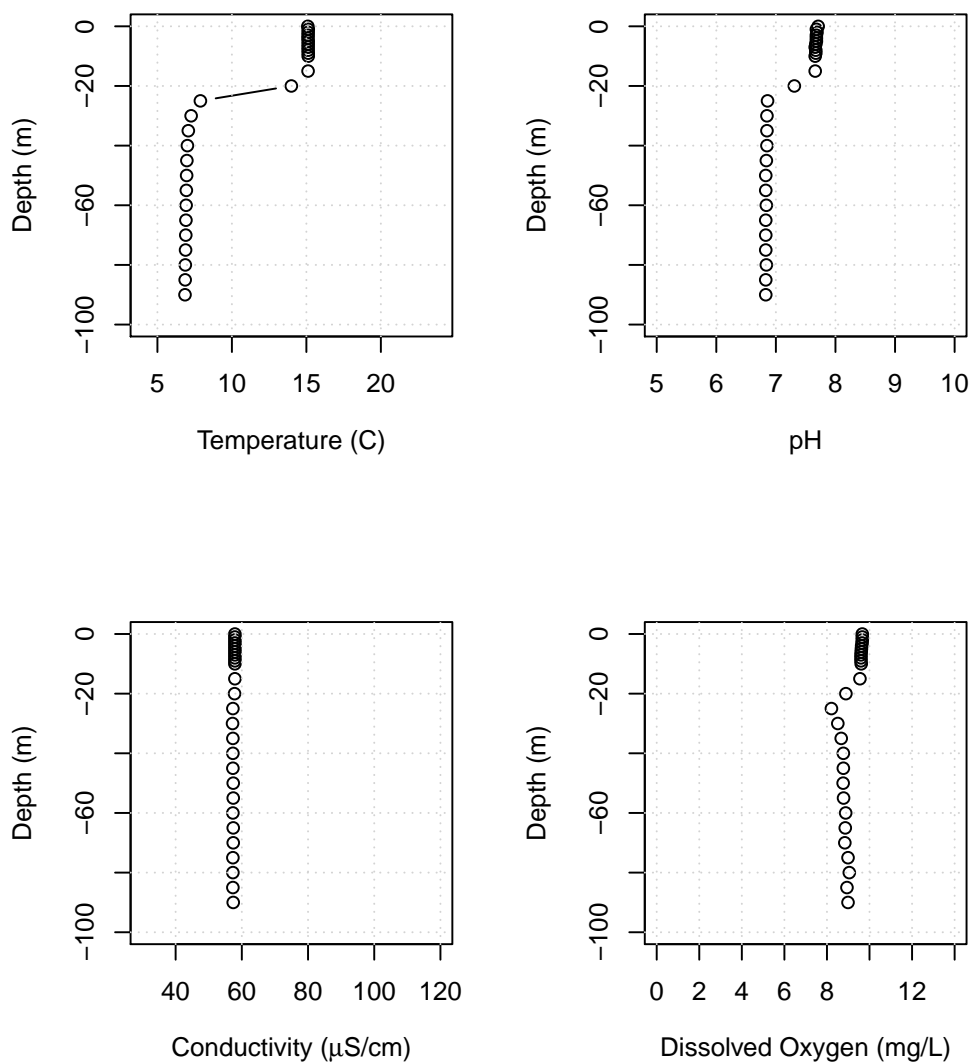 0
−20
−60
−100
Depth (m)
5 10 15 20
Temperature (C)
0
−20
−60
−100
Depth (m)
5 6 7 8 9 10
pH
0
−20
−60
−100
Depth (m)
40 60 80 100 120
Conductivity (μS/cm)
0
−20
−60
−100
Depth (m)
0 2 4 6 8 12
Dissolved Oxygen (mg/L)